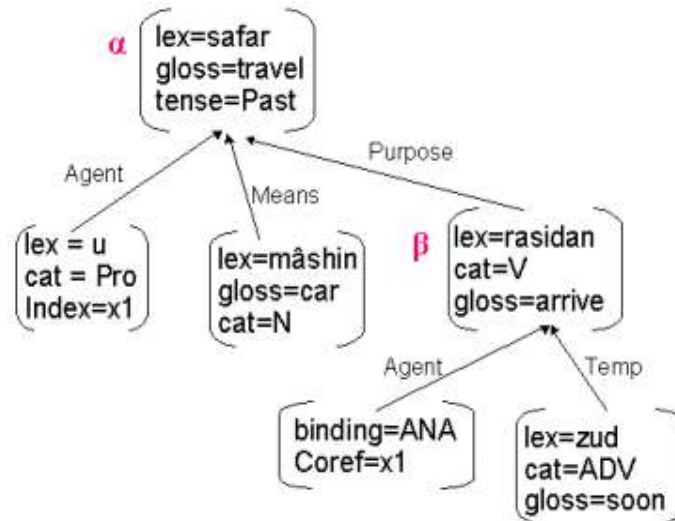 α
lex=safar
gloss=travel
tense=Past
Agent
Means
Purpose
lex = u
cat = Pro
Index=x1
lex=mâshin
gloss=car
cat=N
β
lex=rasidan
cat=V
gloss=arrive
Agent
Temp
binding=ANA
Coref=x1
lex=zud
cat=ADV
gloss=soon